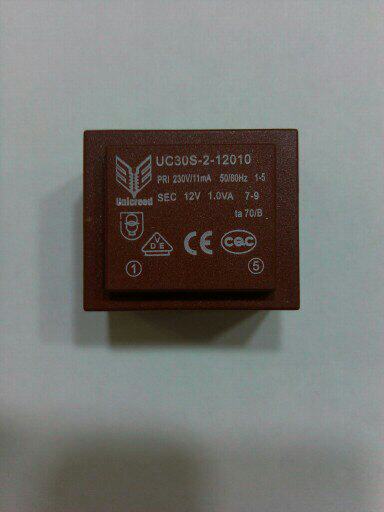 UC30S-2-12010
PRI 230V/11mA 50/60Hz 1-5
SEC 12V 1.0VA 7-9
Unicreed
ta 70/B
VDE CE CQC
1 5